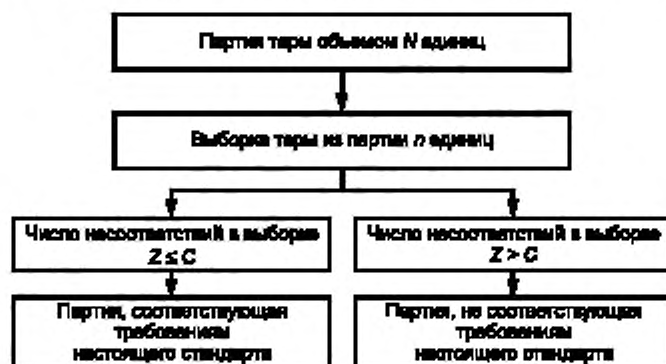 Партия тары объемом N единиц
Выборка тары из партии n единиц
Число несоответствий в выборке
Z ≤ C
Число несоответствий в выборке
Z > C
Партия, соответствующая
требованиям
настоящего стандарта
Партия, не соответствующая
требованиям
настоящего стандарта